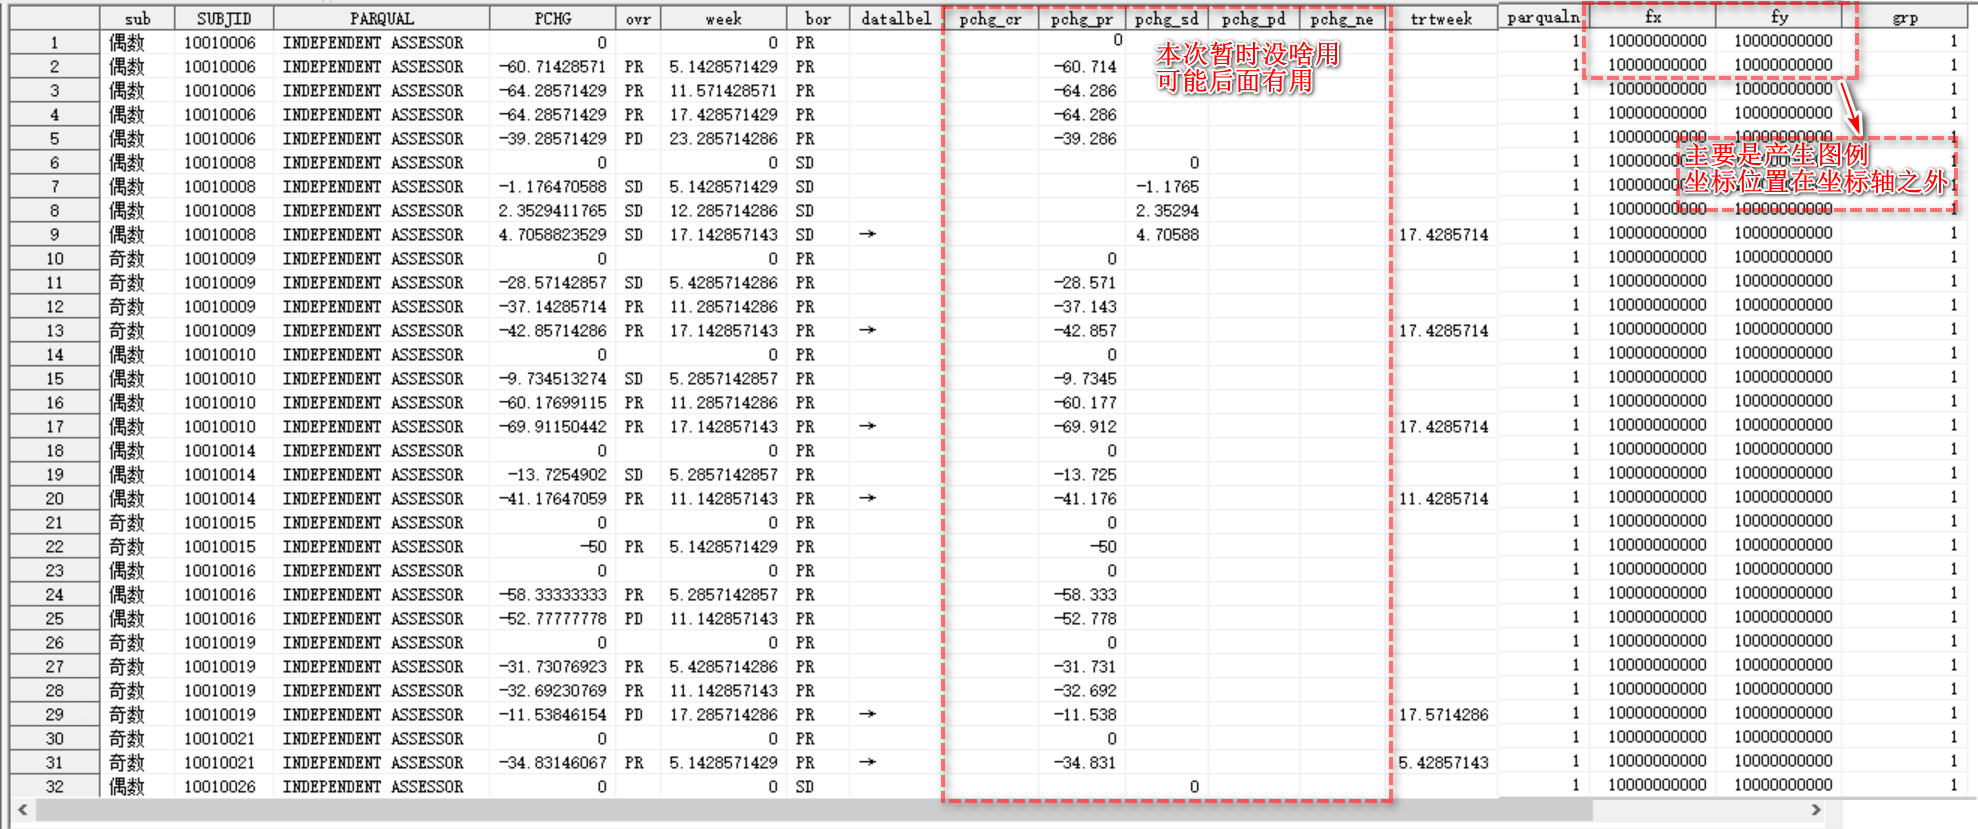 sub SUBJID PARQUAL PCHG ovr week bor datalbel pchg_cr pchg_pr pchg_sd pchg_pd pchg_ne trtweek parqualn fx fy grp
1 偶数 10010006 INDEPENDENT ASSESSOR 0 0 PR 0 1 10000000000 10000000000 1
2 偶数 10010006 INDEPENDENT ASSESSOR -60.71428571 PR 5.1428571429 PR -60.714 1 10000000000 10000000000 1
3 偶数 10010006 INDEPENDENT ASSESSOR -64.28571429 PR 11.571428571 PR -64.286 1 10000000000 10000000000 1
4 偶数 10010006 INDEPENDENT ASSESSOR -64.28571429 PR 17.428571429 PR -64.286 1 10000000000 10000000000 1
5 偶数 10010006 INDEPENDENT ASSESSOR -39.28571429 PD 23.285714286 PR -39.286 1 10000000000 10000000000
6 偶数 10010008 INDEPENDENT ASSESSOR 0 0 SD 0 1 1
7 偶数 10010008 INDEPENDENT ASSESSOR -1.176470588 SD 5.1428571429 SD -1.1765 1 1
8 偶数 10010008 INDEPENDENT ASSESSOR 2.3529411765 SD 12.285714286 SD 2.35294 1 10000000000 10000000000 1
9 偶数 10010008 INDEPENDENT ASSESSOR 4.7058823529 SD 17.142857143 SD → 4.70588 17.4285714 1 10000000000 10000000000 1
10 奇数 10010009 INDEPENDENT ASSESSOR 0 0 PR 0 1 10000000000 10000000000 1
11 奇数 10010009 INDEPENDENT ASSESSOR -28.57142857 SD 5.4285714286 PR -28.571 1 10000000000 10000000000 1
12 奇数 10010009 INDEPENDENT ASSESSOR -37.14285714 PR 11.285714286 PR -37.143 1 10000000000 10000000000 1
13 奇数 10010009 INDEPENDENT ASSESSOR -42.85714286 PR 17.142857143 PR → -42.857 17.4285714 1 10000000000 10000000000 1
14 偶数 10010010 INDEPENDENT ASSESSOR 0 0 PR 0 1 10000000000 10000000000 1
15 偶数 10010010 INDEPENDENT ASSESSOR -9.734513274 SD 5.2857142857 PR -9.7345 1 10000000000 10000000000 1
16 偶数 10010010 INDEPENDENT ASSESSOR -60.17699115 PR 11.285714286 PR -60.177 1 10000000000 10000000000 1
17 偶数 10010010 INDEPENDENT ASSESSOR -69.91150442 PR 17.142857143 PR → -69.912 17.4285714 1 10000000000 10000000000 1
18 偶数 10010014 INDEPENDENT ASSESSOR 0 0 PR 0 1 10000000000 10000000000 1
19 偶数 10010014 INDEPENDENT ASSESSOR -13.7254902 SD 5.2857142857 PR -13.725 1 10000000000 10000000000 1
20 偶数 10010014 INDEPENDENT ASSESSOR -41.17647059 PR 11.142857143 PR → -41.176 11.4285714 1 10000000000 10000000000 1
21 奇数 10010015 INDEPENDENT ASSESSOR 0 0 PR 0 1 10000000000 10000000000 1
22 奇数 10010015 INDEPENDENT ASSESSOR -50 PR 5.1428571429 PR -50 1 10000000000 10000000000 1
23 偶数 10010016 INDEPENDENT ASSESSOR 0 0 PR 0 1 10000000000 10000000000 1
24 偶数 10010016 INDEPENDENT ASSESSOR -58.33333333 PR 5.2857142857 PR -58.333 1 10000000000 10000000000 1
25 偶数 10010016 INDEPENDENT ASSESSOR -52.77777778 PD 11.142857143 PR -52.778 1 10000000000 10000000000 1
26 奇数 10010019 INDEPENDENT ASSESSOR 0 0 PR 0 1 10000000000 10000000000 1
27 奇数 10010019 INDEPENDENT ASSESSOR -31.73076923 PR 5.4285714286 PR -31.731 1 10000000000 10000000000 1
28 奇数 10010019 INDEPENDENT ASSESSOR -32.69230769 PR 11.142857143 PR -32.692 1 10000000000 10000000000 1
29 奇数 10010019 INDEPENDENT ASSESSOR -11.53846154 PD 17.285714286 PR → -11.538 17.5714286 1 10000000000 10000000000 1
30 奇数 10010021 INDEPENDENT ASSESSOR 0 0 PR 0 1 10000000000 10000000000 1
31 奇数 10010021 INDEPENDENT ASSESSOR -34.83146067 PR 5.1428571429 PR → -34.831 5.42857143 1 10000000000 10000000000 1
32 偶数 10010026 INDEPENDENT ASSESSOR 0 0 SD 0 1 10000000000 10000000000 1
本次暂时没啥用
可能后面有用
主要是产生图例
坐标位置在坐标轴之外